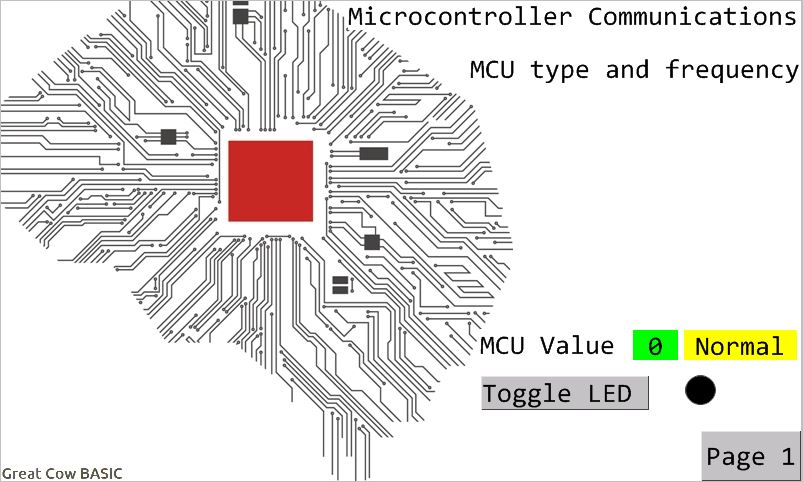 Microcontroller Communications
MCU type and frequency
MCU Value 0 Normal
Toggle LED
Page 1
Great Cow BASIC